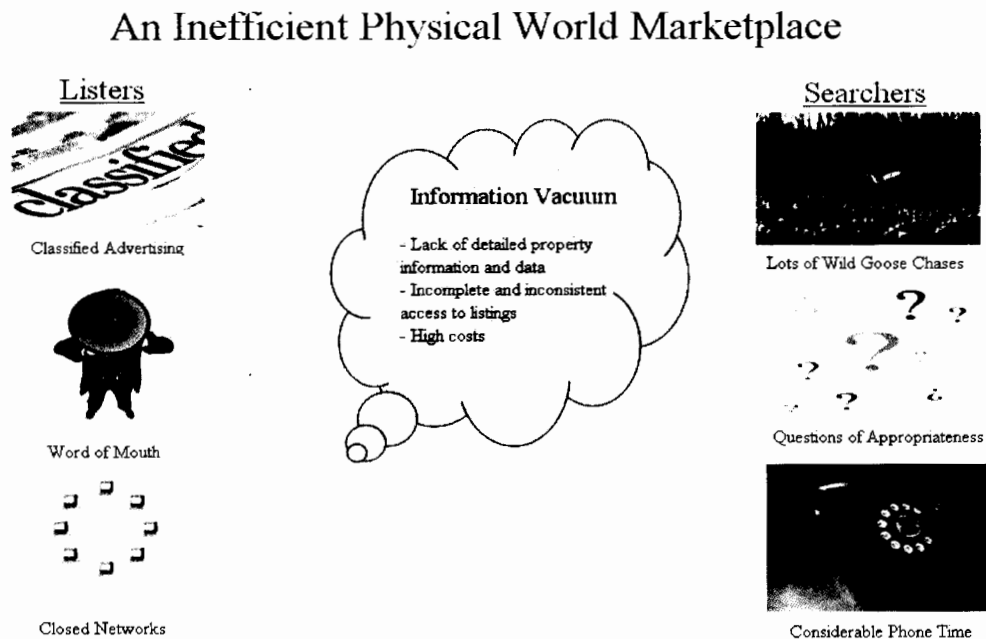 An Inefficient Physical World Marketplace
Listers
classified
Classified Advertising
Word of Mouth
Closed Networks
Information Vacuum
- Lack of detailed property
information and data
- Incomplete and inconsistent
access to listings
- High costs
Searchers
Lots of Wild Goose Chases
? ?
?
? ? ?
Questions of Appropriateness
Considerable Phone Time